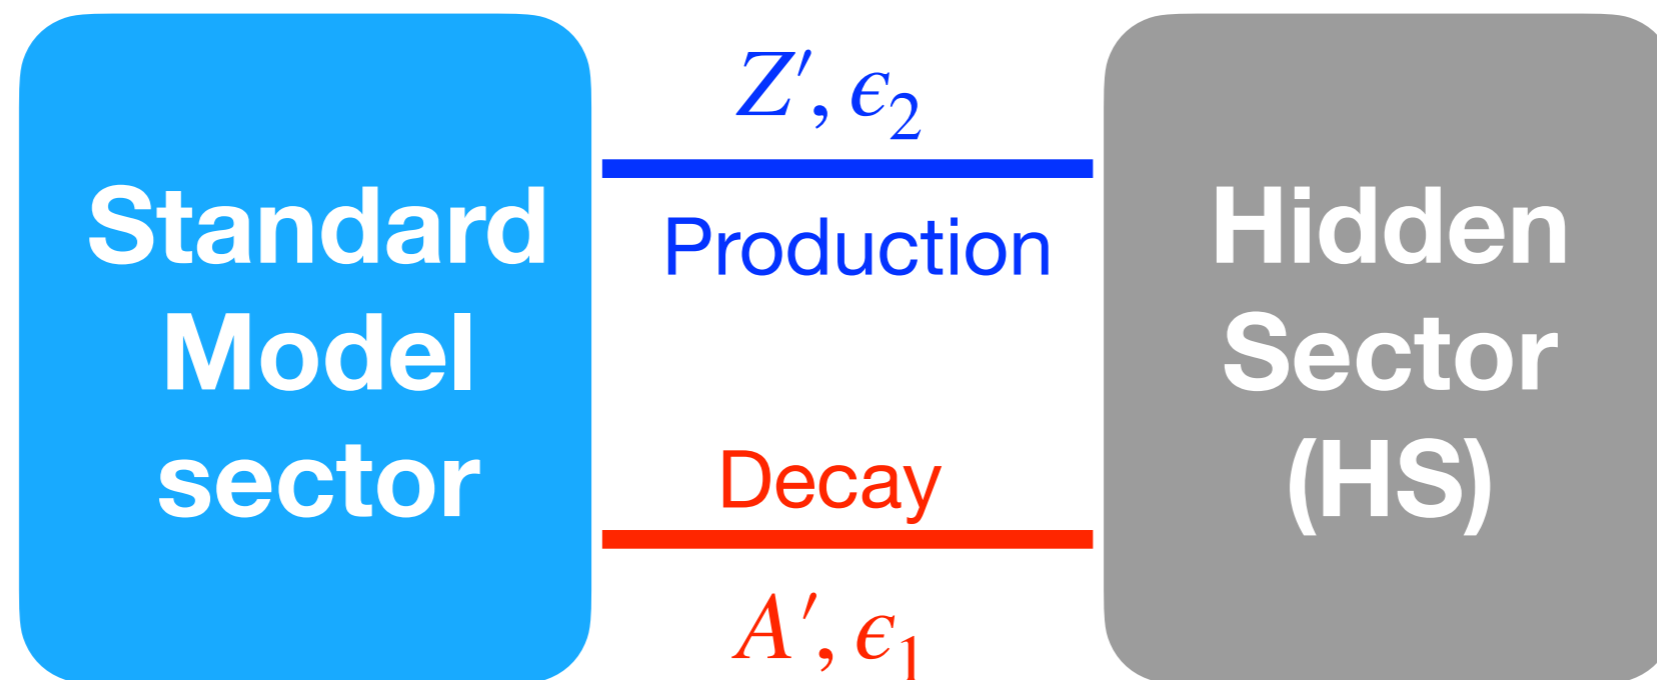 Standard
Model
sector
Z′, ϵ₂
Production
Decay
A′, ϵ₁
Hidden
Sector
(HS)